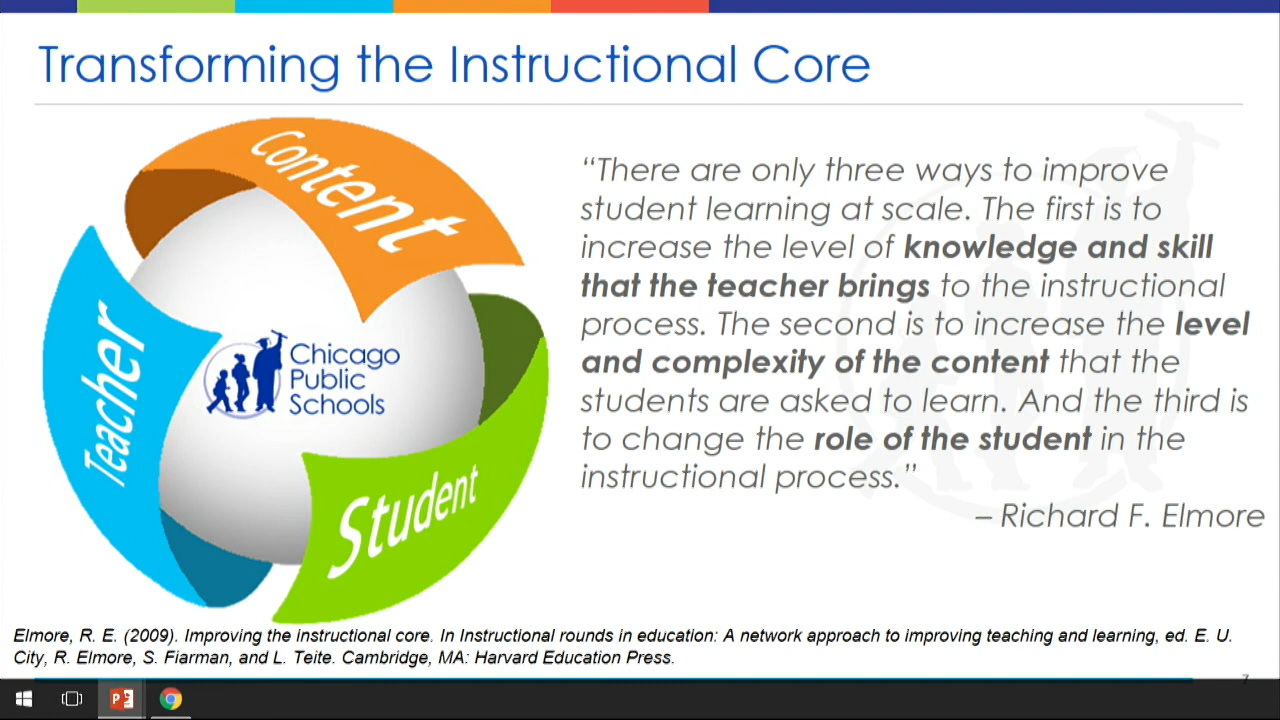 Transforming the Instructional Core
Content
Teacher
Student
Chicago
Public
Schools
“There are only three ways to improve
student learning at scale. The first is to
increase the level of knowledge and skill
that the teacher brings to the instructional
process. The second is to increase the level
and complexity of the content that the
students are asked to learn. And the third is
to change the role of the student in the
instructional process.”
– Richard F. Elmore
Elmore, R. E. (2009). Improving the instructional core. In Instructional rounds in education: A network approach to improving teaching and learning, ed. E. U.
City, R. Elmore, S. Fiarman, and L. Teite. Cambridge, MA: Harvard Education Press.
7